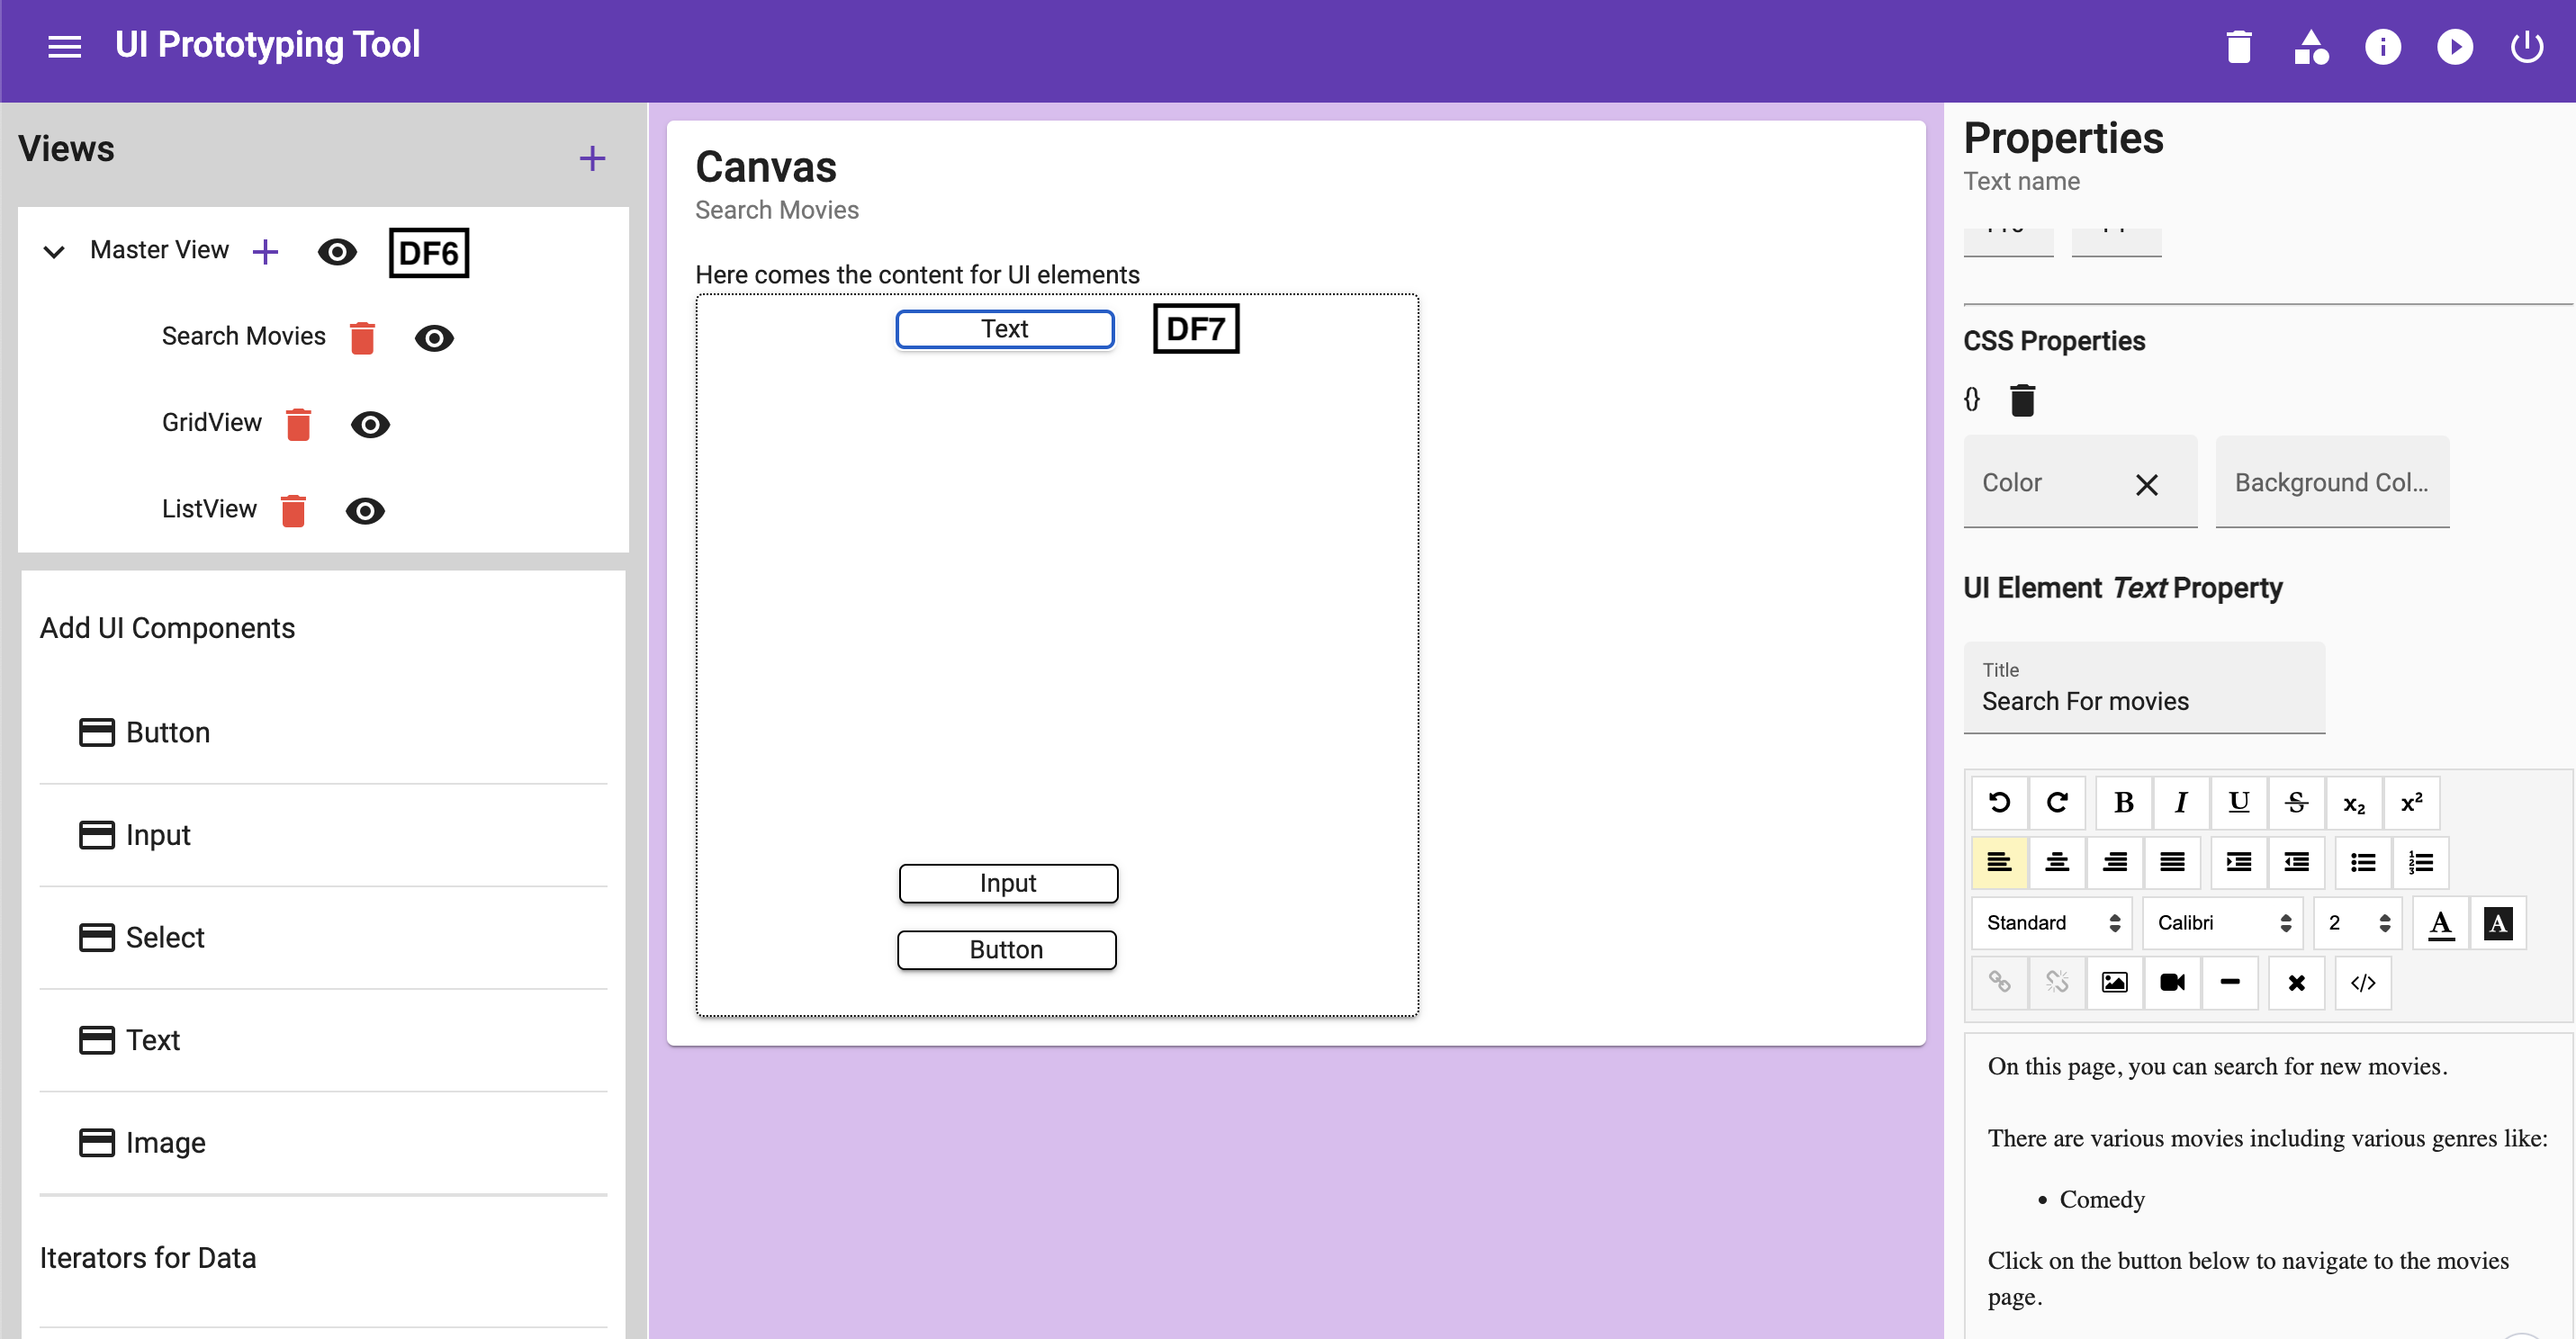 UI Prototyping Tool
Views
Master View
DF6
Search Movies
GridView
ListView
Add UI Components
Button
Input
Select
Text
Image
Iterators for Data
Canvas
Search Movies
Here comes the content for UI elements
Text
DF7
Input
Button
Properties
Text name
CSS Properties
{}
Color
Background Col...
UI Element Text Property
Title
Search For movies
B I U S x₂ x²
Standard Calibri 2 A A
</>
On this page, you can search for new movies.
There are various movies including various genres like:
• Comedy
Click on the button below to navigate to the movies
page.